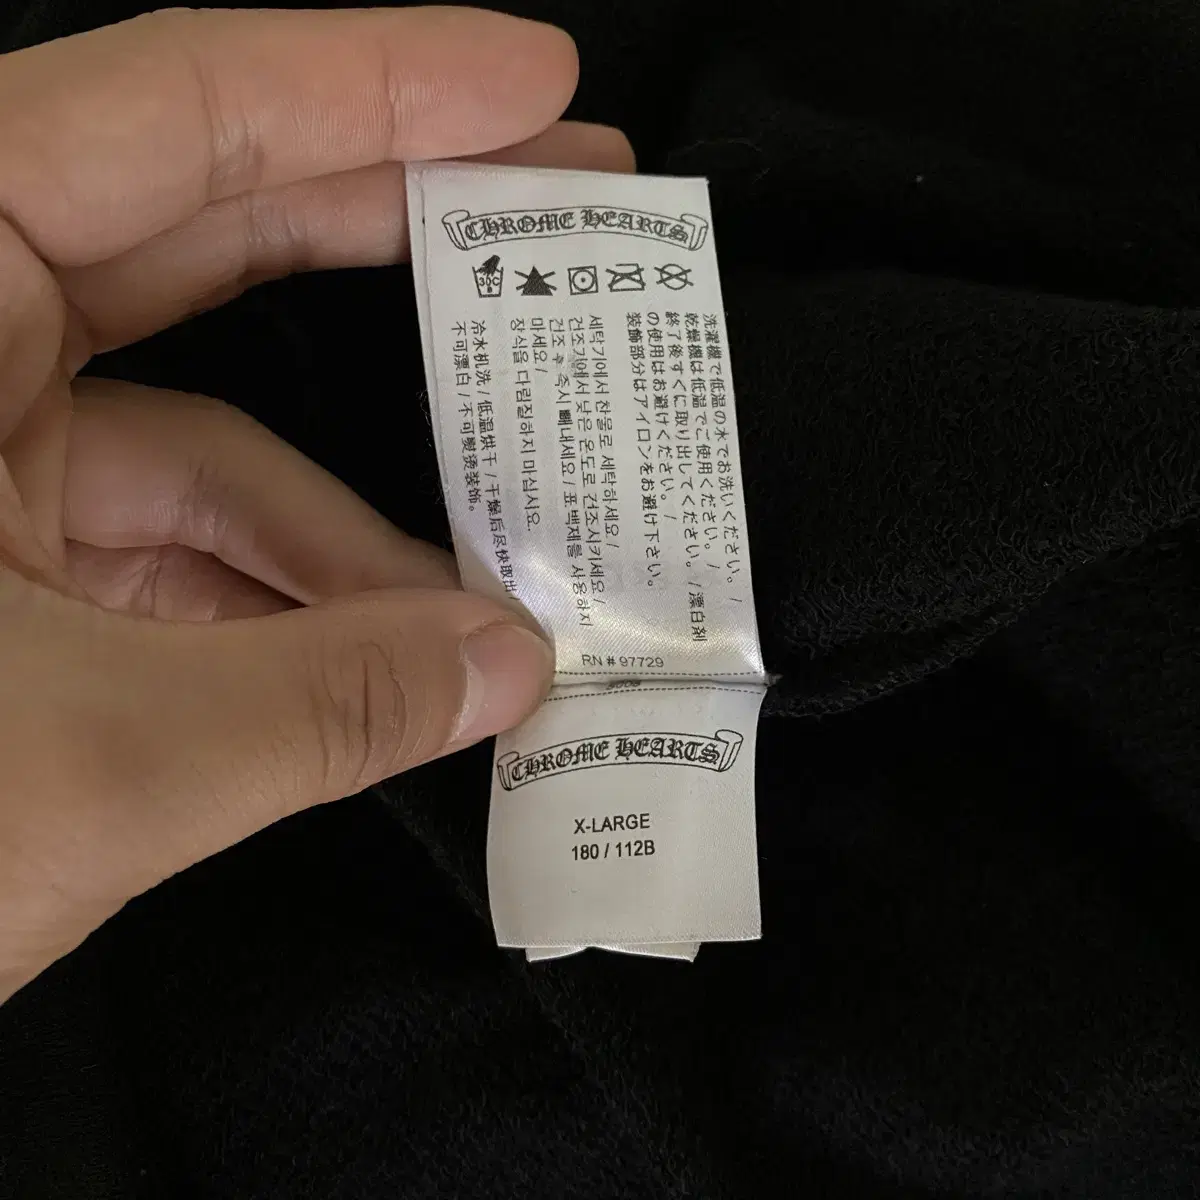 CHROME HEARTS
30C
洗濯機で低温の水でお洗いください。/
乾燥機は低温でご使用ください。/
終了後すぐに取り出してください。/漂白剤
の使用はお避けください。/
装飾部分はアイロンをお避け下さい。
세탁기에서 찬물로 세탁하세요/
건조기에서 낮은 온도로 건조시키세요/
건조 후 즉시 빼내세요/표백제를 사용하지
마세요/
장식을 다림질하지 마십시오.
冷水机洗/低温烘干/干燥后尽快取出/
不可漂白/不可熨烫装饰。
RN # 97729
CHROME HEARTS
X-LARGE
180 / 112B